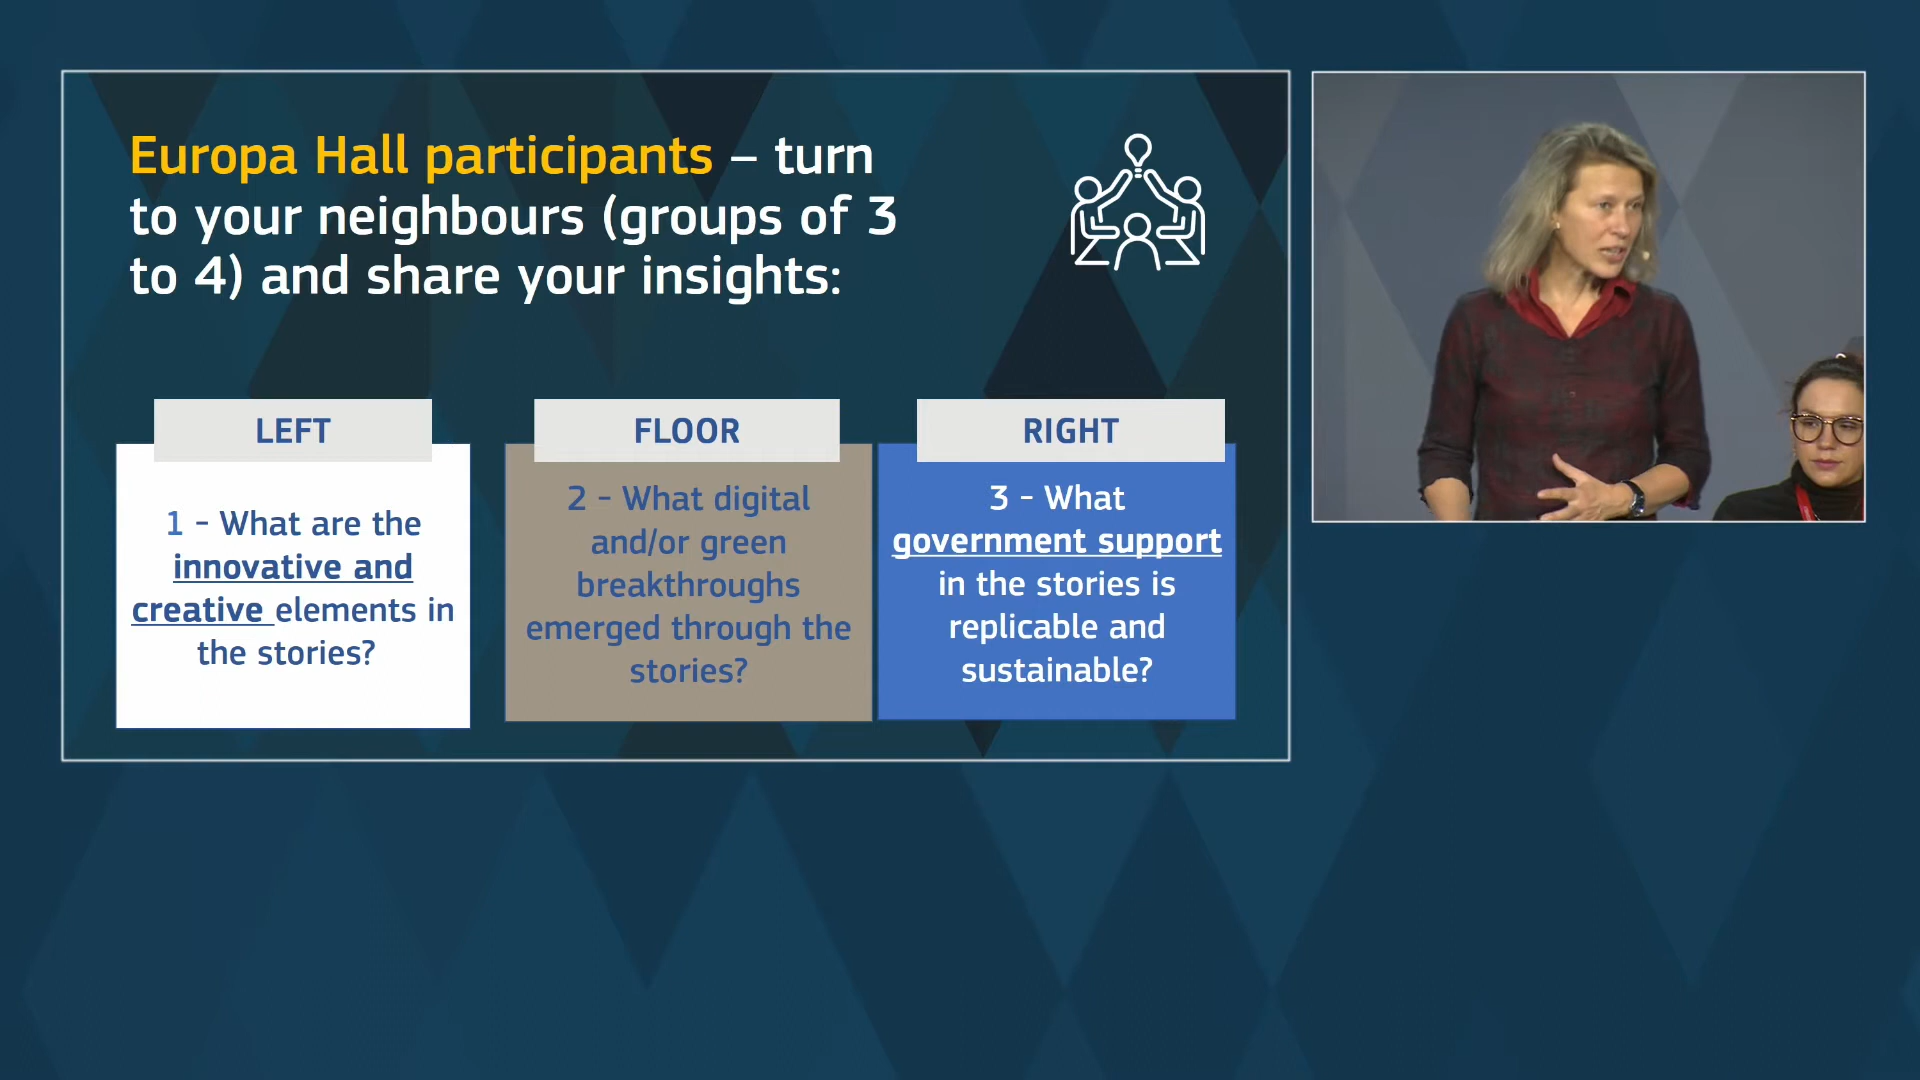 Europa Hall participants – turn
to your neighbours (groups of 3
to 4) and share your insights:
LEFT
1 - What are the
innovative and
creative elements in
the stories?
FLOOR
2 - What digital
and/or green
breakthroughs
emerged through the
stories?
RIGHT
3 - What
government support
in the stories is
replicable and
sustainable?